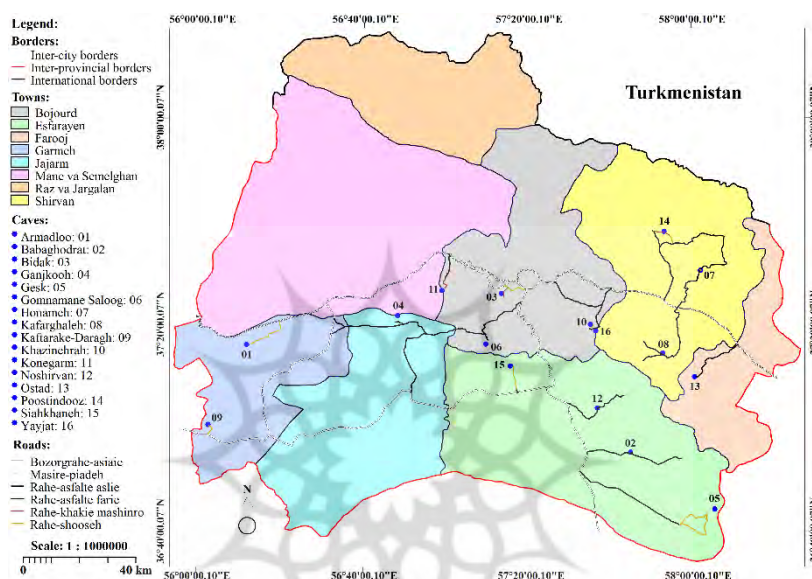 56°00'00.10"E
56°40'00.10"E
57°20'00.10"E
58°00'00.10"E
Legend:
Borders:
Inter-city borders
Inter-provincial borders
International borders
Towns:
Bojourd
Esfarayen
Farooj
Garmeh
Jajarm
Mane va Semelghan
Raz va Jargalan
Shirvan
Caves:
Armadloo: 01
Babaghodrat: 02
Bidak: 03
Ganjkooh: 04
Gesk: 05
Gomnamane Saloog: 06
Honameh: 07
Kafarghaleh: 08
Kaftarake-Daragh: 09
Khazinehrah: 10
Konegarm: 11
Noshirvan: 12
Ostad: 13
Poostindooz: 14
Siahkhaneh: 15
Yayjat: 16
Roads:
Bozorgrahe-asiaie
Masire-piadeh
Rahe-asfalte aslie
Rahe-asfalte farie
Rahe-khakie mashinro
Rahe-shooseh
Scale: 1 : 1000000
0 40 km
38°00'00.07"N
37°20'00.07"N
36°40'00.07"N
Turkmenistan
14
07
11
03
04
10
16
01
06
08
15
13
12
09
02
05
N
56°00'00.10"E
56°40'00.10"E
57°20'00.10"E
58°00'00.10"E